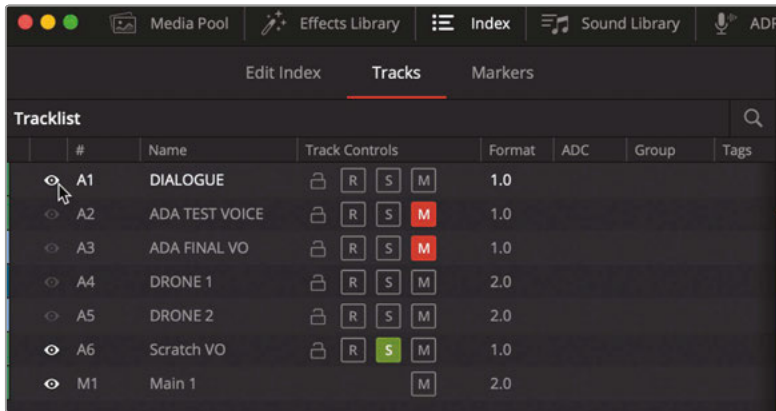 Media Pool Effects Library Index Sound Library ADR
Edit Index Tracks Markers
Tracklist
# Name Track Controls Format ADC Group Tags
A1 DIALOGUE R S M 1.0
A2 ADA TEST VOICE R S M 1.0
A3 ADA FINAL VO R S M 1.0
A4 DRONE 1 R S M 2.0
A5 DRONE 2 R S M 2.0
A6 Scratch VO R S M 1.0
M1 Main 1 M 2.0